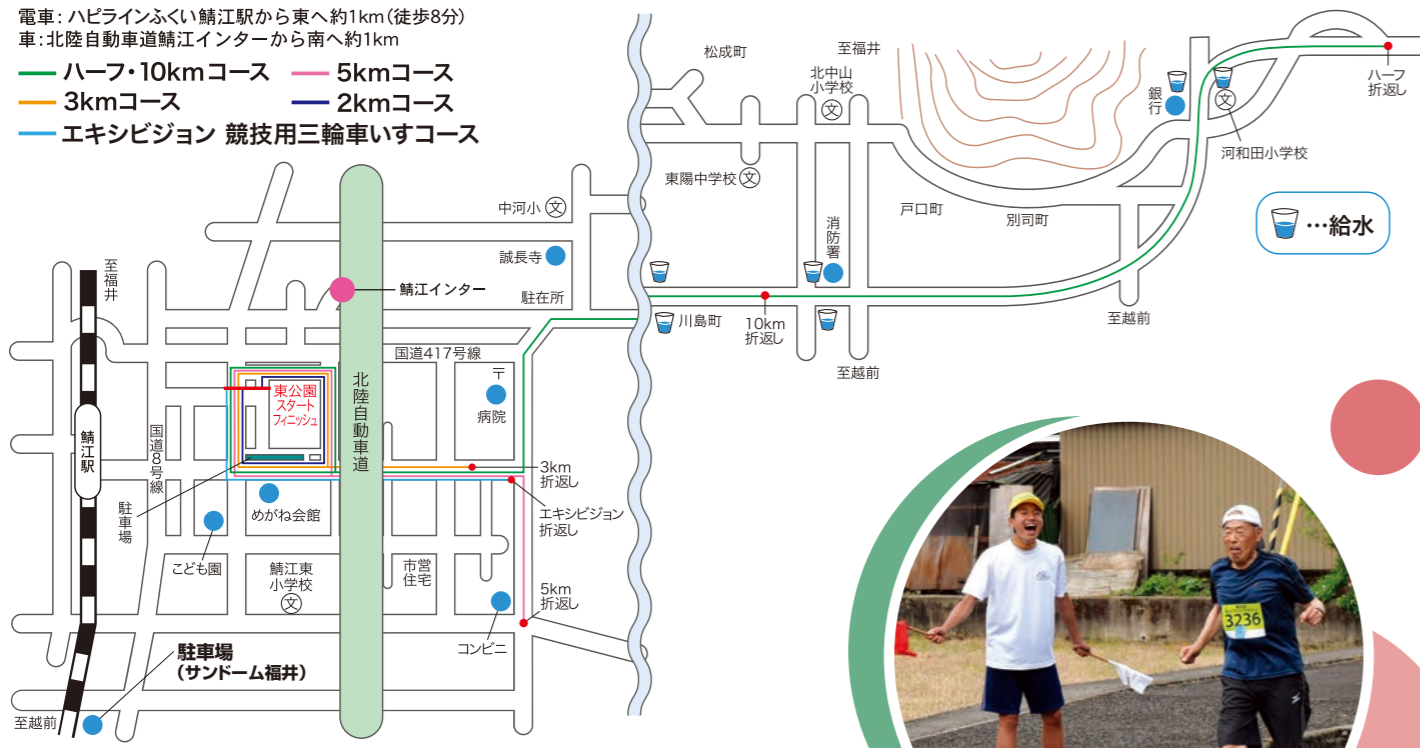 電車：ハピラインふくい鯖江駅から東へ約1km(徒歩8分)
車：北陸自動車道鯖江インターから南へ約1km
ハーフ・10kmコース
5kmコース
3kmコース
2kmコース
エキシビジョン 競技用三輪車いすコース
松成町
至福井
北中山
小学校
文
東陽中学校 文
戸口町
別司町
消防署
銀行
文
河和田小学校
ハーフ
折返し
…給水
中河小 文
誠長寺
駐在所
鯖江インター
川島町
10km
折返し
至越前
至越前
至福井
国道417号線
〒
病院
北陸自動車道
東公園
スタート
フィニッシュ
鯖江駅
国道8号線
駐車場
めがね会館
こども園
鯖江東
小学校
文
市営
住宅
3km
折返し
エキシビジョン
折返し
5km
折返し
コンビニ
駐車場
(サンドーム福井)
至越前
3236